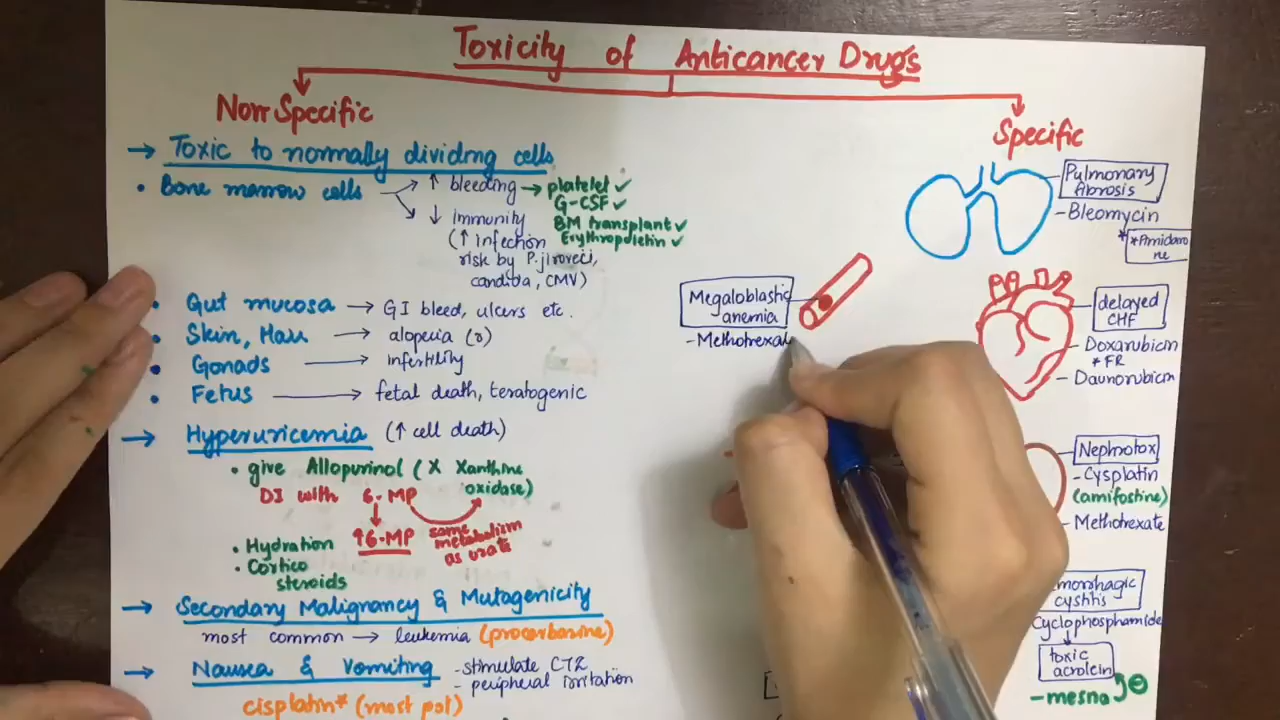 Toxicity of Anticancer Drugs
Non Specific
→ Toxic to normally dividing cells
• Bone marrow cells
↑ bleeding → platelet ✓
G-CSF ✓
BM transplant ✓
Erythropoietin ✓
↓ Immunity
(↑ Infection
risk by P. jiroveci,
candida, CMV)
• Gut mucosa → GI bleed, ulcers etc.
• Skin, Hair → alopecia (r)
• Gonads → infertility
• Fetus → fetal death, teratogenic
→ Hyperuricemia (↑ cell death)
• give Allopurinol (X Xanthine
oxidase)
DI with 6-MP
↑6-MP
same
metabolism
as urate
• Hydration
• Cortico
steroids
→ Secondary Malignancy & Mutagenicity
most common → leukemia (procarbazine)
→ Nausea & Vomiting
- stimulate CTZ
- peripheral irritation
cisplatin* (most pot)
Specific
Pulmonary
fibrosis
- Bleomycin
* *Amidaro
ne
Megaloblastic
anemia
- Methotrexat
delayed
CHF
- Doxarubicin
* FR
- Daunorubicin
Nephrotox
- Cysplatin
(amifostine)
- Methotrexate
morrhagic
cystitis
Cyclophosphamide
toxic
acrolein
- mesna ⊖